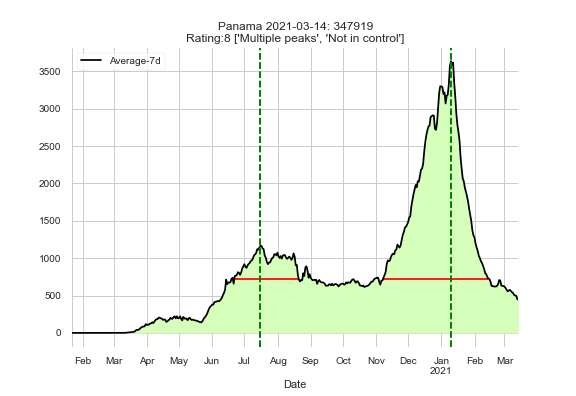 Panama 2021-03-14: 347919
Rating:8 ['Multiple peaks', 'Not in control']
Average-7d
3500
3000
2500
2000
1500
1000
500
0
Feb Mar Apr May Jun Jul Aug Sep Oct Nov Dec Jan Feb Mar
2021
Date